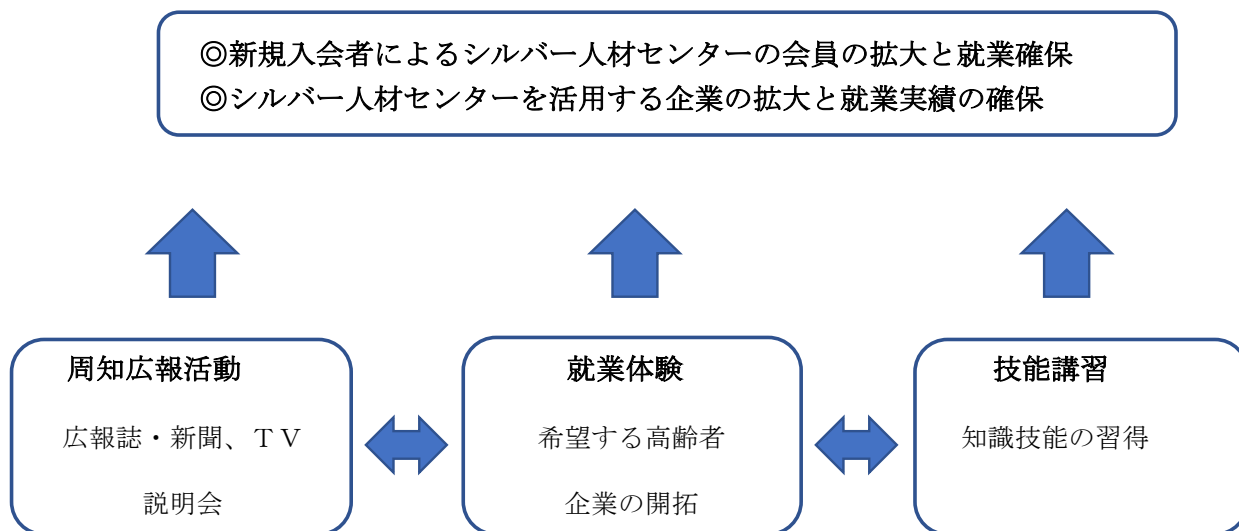 ◎新規入会者によるシルバー人材センターの会員の拡大と就業確保
◎シルバー人材センターを活用する企業の拡大と就業実績の確保
周知広報活動
広報誌・新聞、ＴＶ
説明会
就業体験
希望する高齢者
企業の開拓
技能講習
知識技能の習得